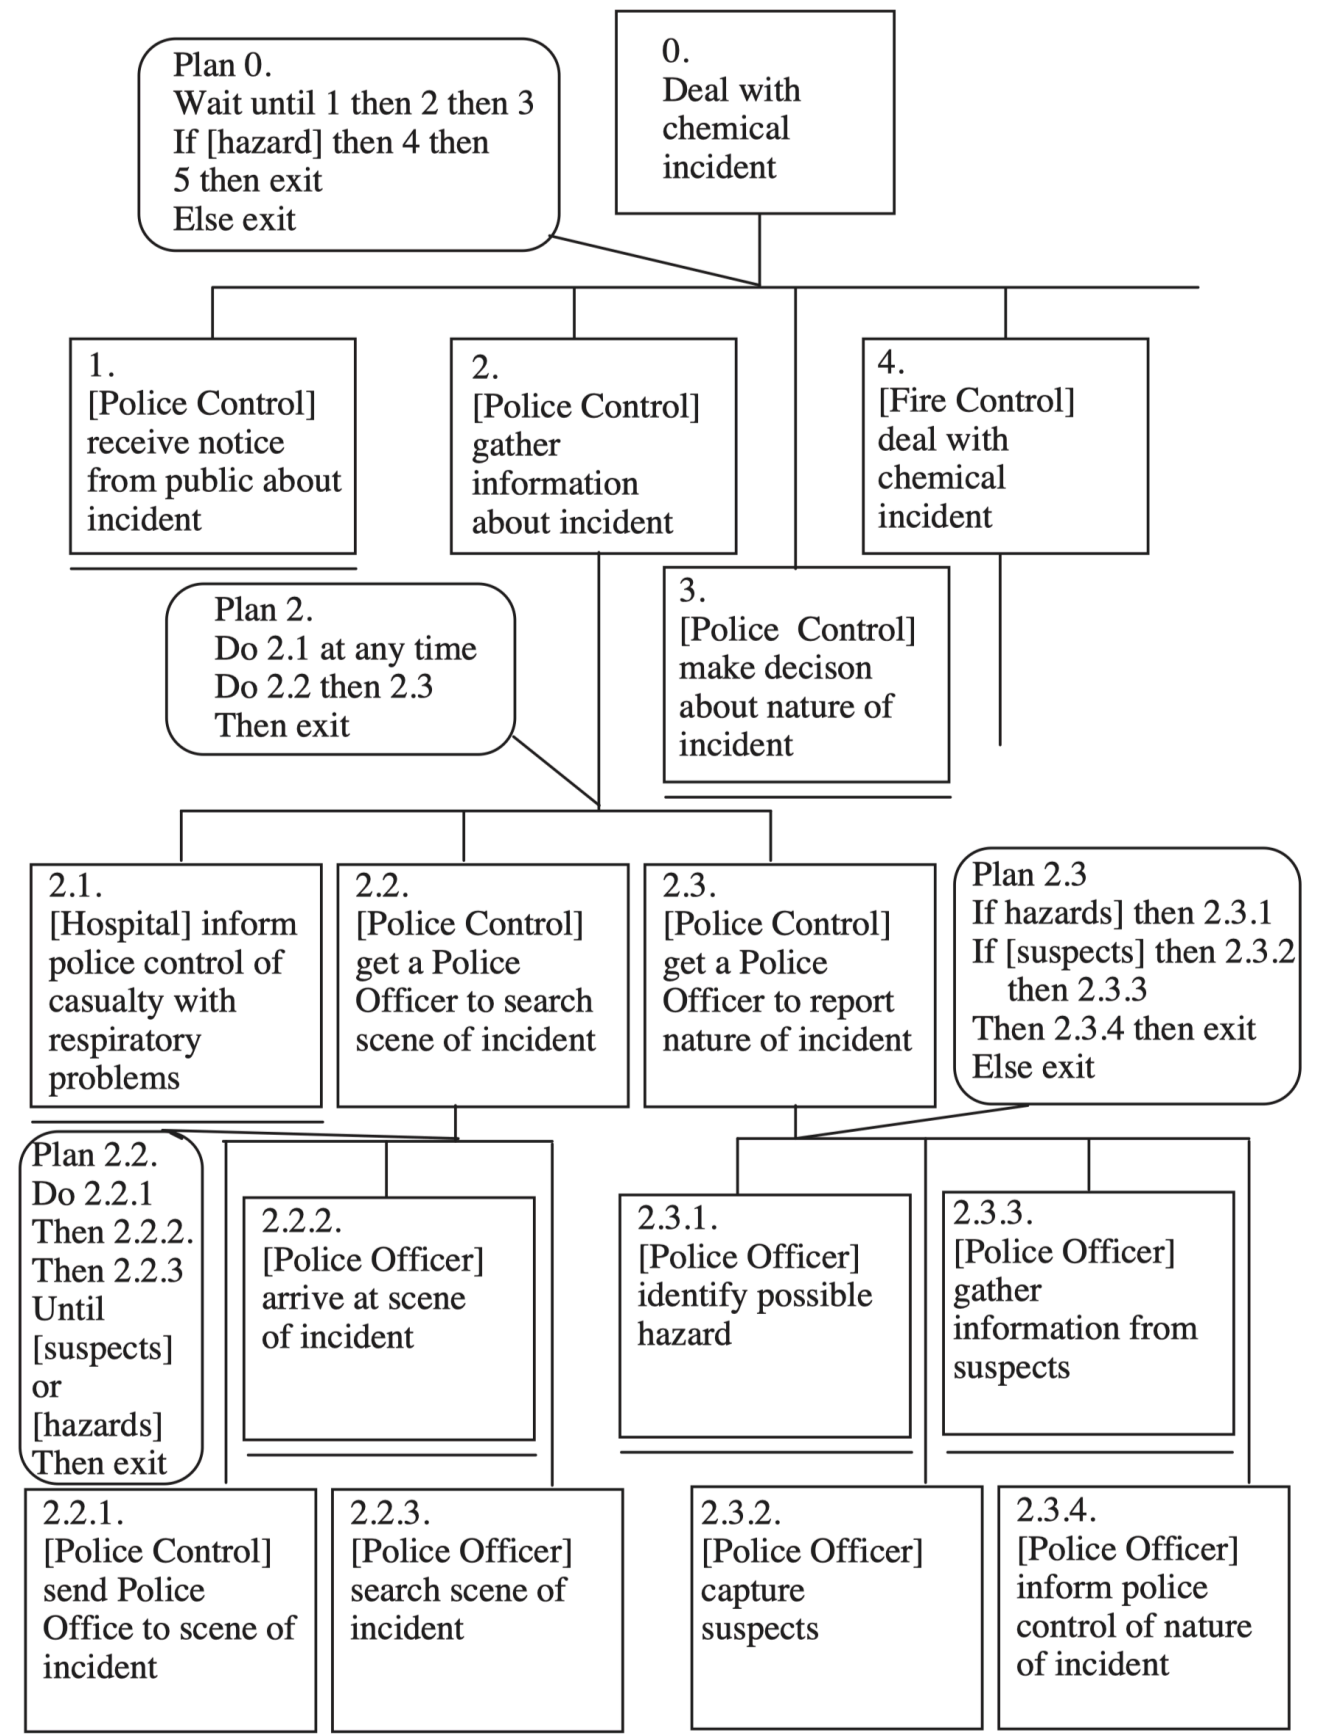 Plan 0.
Wait until 1 then 2 then 3
If [hazard] then 4 then
5 then exit
Else exit
0.
Deal with
chemical
incident
1.
[Police Control]
receive notice
from public about
incident
2.
[Police Control]
gather
information
about incident
4.
[Fire Control]
deal with
chemical
incident
3.
[Police  Control]
make decison
about nature of
incident
Plan 2.
Do 2.1 at any time
Do 2.2 then 2.3
Then exit
2.1.
[Hospital] inform
police control of
casualty with
respiratory
problems
2.2.
[Police Control]
get a Police
Officer to search
scene of incident
2.3.
[Police Control]
get a Police
Officer to report
nature of incident
Plan 2.3
If hazards] then 2.3.1
If [suspects] then 2.3.2
then 2.3.3
Then 2.3.4 then exit
Else exit
Plan 2.2.
Do 2.2.1
Then 2.2.2.
Then 2.2.3
Until
[suspects]
or
[hazards]
Then exit
2.2.2.
[Police Officer]
arrive at scene
of incident
2.3.1.
[Police Officer]
identify possible
hazard
2.3.3.
[Police Officer]
gather
information from
suspects
2.2.1.
[Police Control]
send Police
Office to scene of
incident
2.2.3.
[Police Officer]
search scene of
incident
2.3.2.
[Police Officer]
capture
suspects
2.3.4.
[Police Officer]
inform police
control of nature
of incident